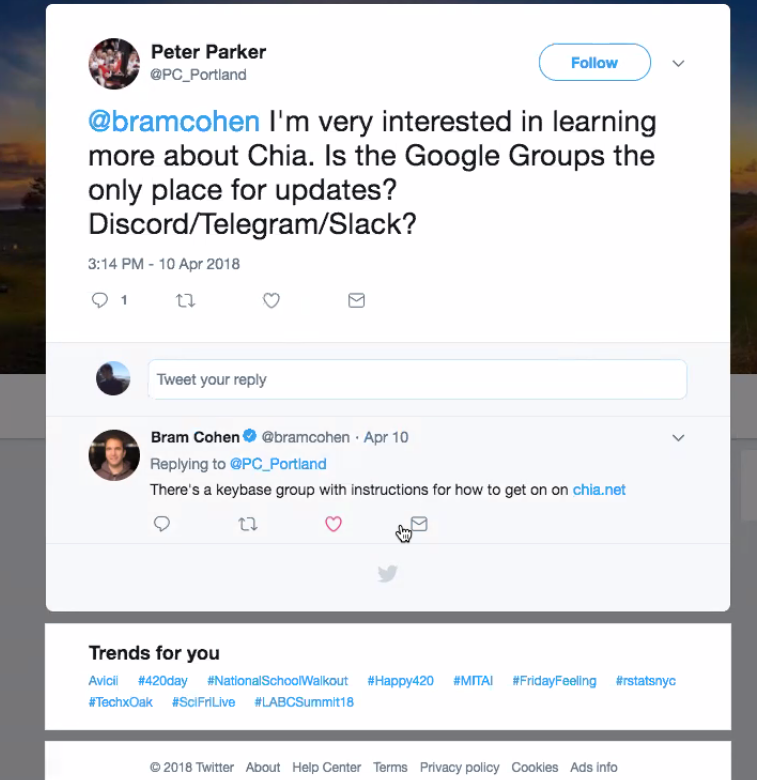 Peter Parker
@PC_Portland
Follow
@bramcohen I'm very interested in learning
more about Chia. Is the Google Groups the
only place for updates?
Discord/Telegram/Slack?
3:14 PM - 10 Apr 2018
1
Tweet your reply
Bram Cohen @bramcohen · Apr 10
Replying to @PC_Portland
There's a keybase group with instructions for how to get on on chia.net
Trends for you
Avicii #420day #NationalSchoolWalkout #Happy420 #MITAI #FridayFeeling #rstatsnyc
#TechxOak #SciFriLive #LABCSummit18
© 2018 Twitter About Help Center Terms Privacy policy Cookies Ads info